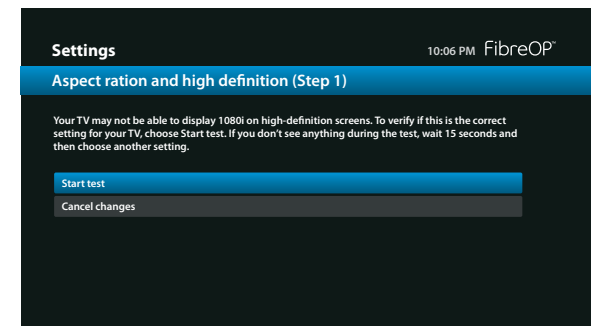 Settings 10:06 PM FibreOP™
Aspect ration and high definition (Step 1)
Your TV may not be able to display 1080i on high-definition screens. To verify if this is the correct
setting for your TV, choose Start test. If you don't see anything during the test, wait 15 seconds and
then choose another setting.
Start test
Cancel changes